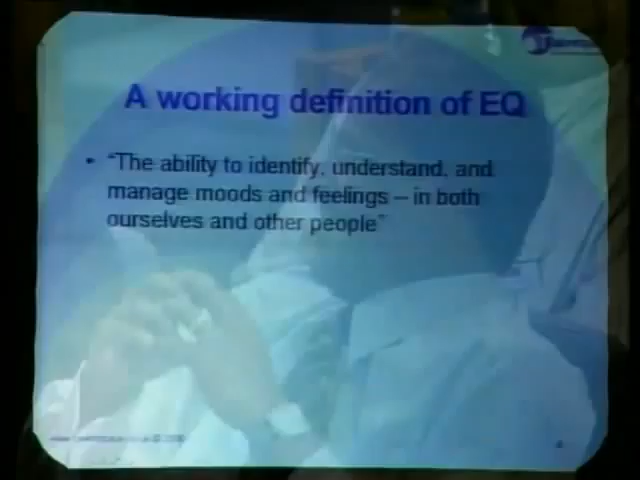 A working definition of EQ
• "The ability to identify, understand, and
manage moods and feelings – in both
ourselves and other people"